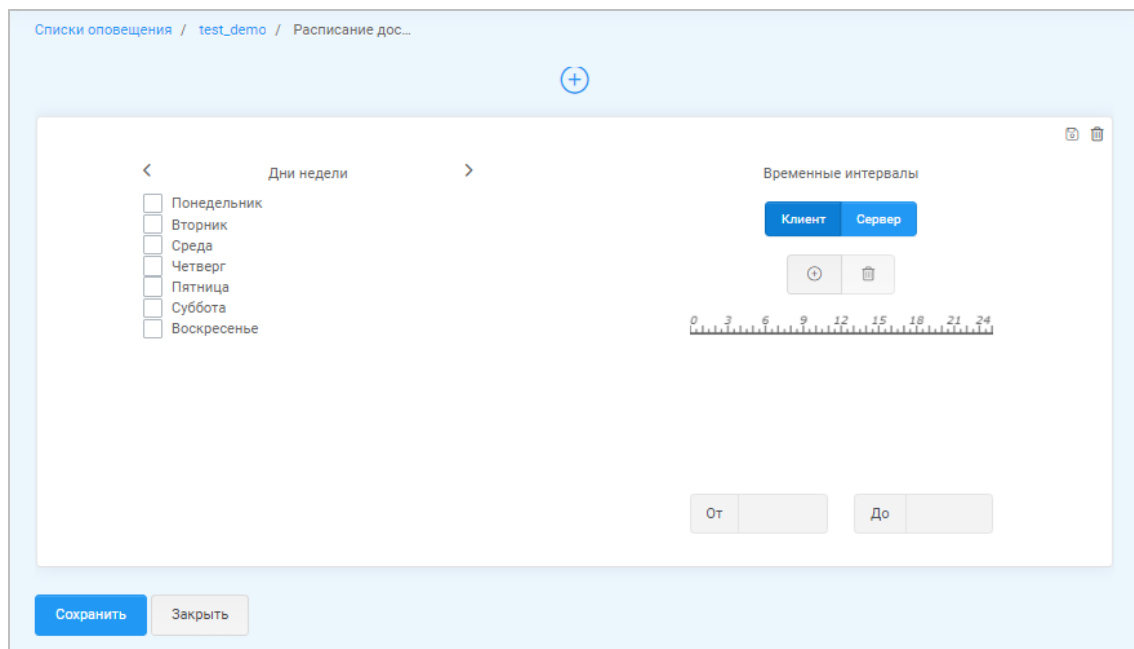 Списки оповещения / test_demo / Расписание дос...
Дни недели
Понедельник
Вторник
Среда
Четверг
Пятница
Суббота
Воскресенье
Временные интервалы
Клиент Сервер
0 3 6 9 12 15 18 21 24
От До
Сохранить Закрыть